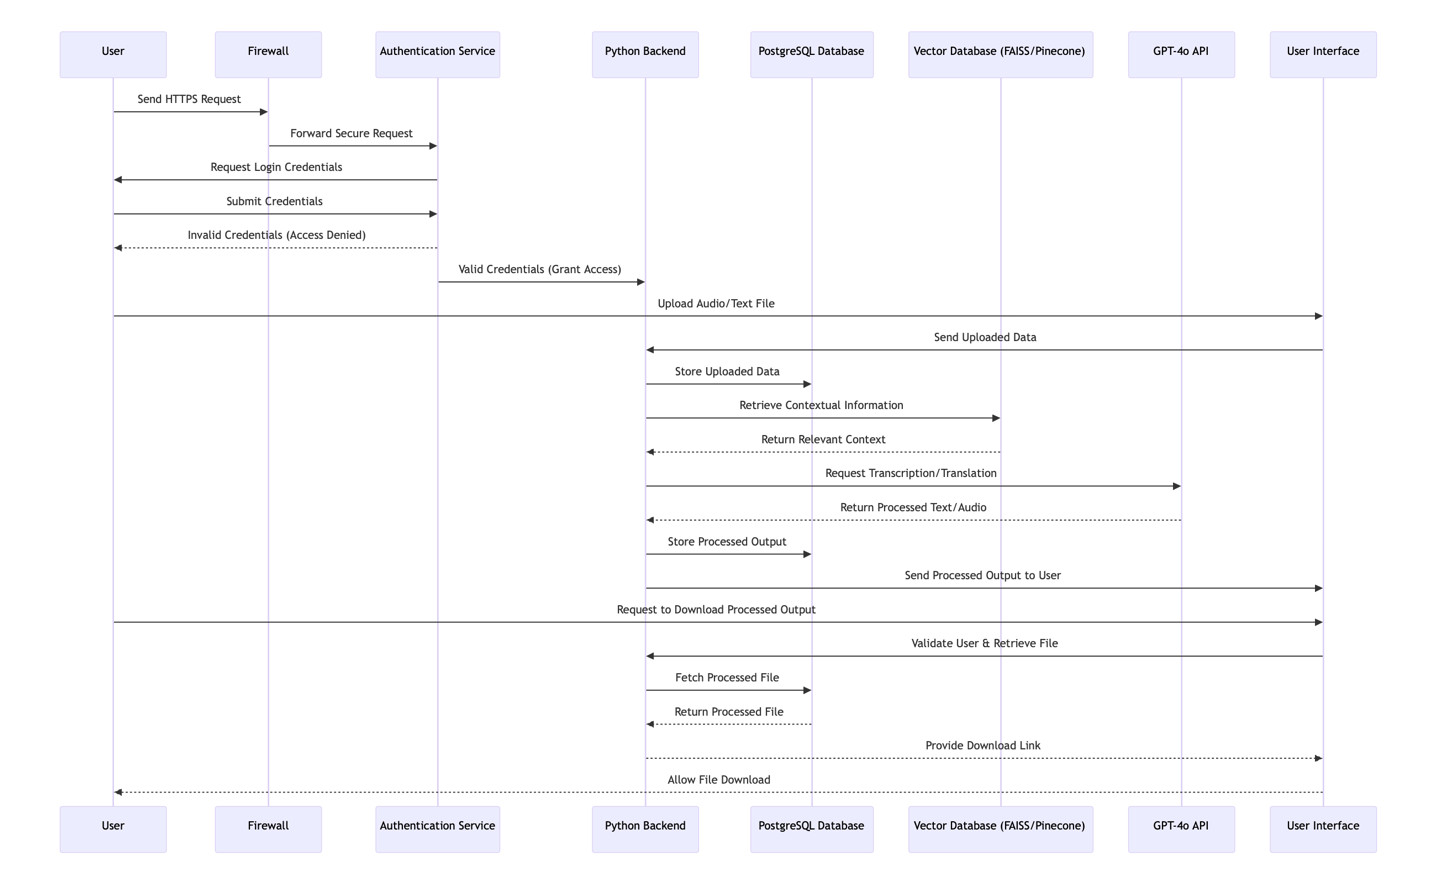 User
Firewall
Authentication Service
Python Backend
PostgreSQL Database
Vector Database (FAISS/Pinecone)
GPT-4o API
User Interface
Send HTTPS Request
Forward Secure Request
Request Login Credentials
Submit Credentials
Invalid Credentials (Access Denied)
Valid Credentials (Grant Access)
Upload Audio/Text File
Send Uploaded Data
Store Uploaded Data
Retrieve Contextual Information
Return Relevant Context
Request Transcription/Translation
Return Processed Text/Audio
Store Processed Output
Send Processed Output to User
Request to Download Processed Output
Validate User & Retrieve File
Fetch Processed File
Return Processed File
Provide Download Link
Allow File Download
User
Firewall
Authentication Service
Python Backend
PostgreSQL Database
Vector Database (FAISS/Pinecone)
GPT-4o API
User Interface